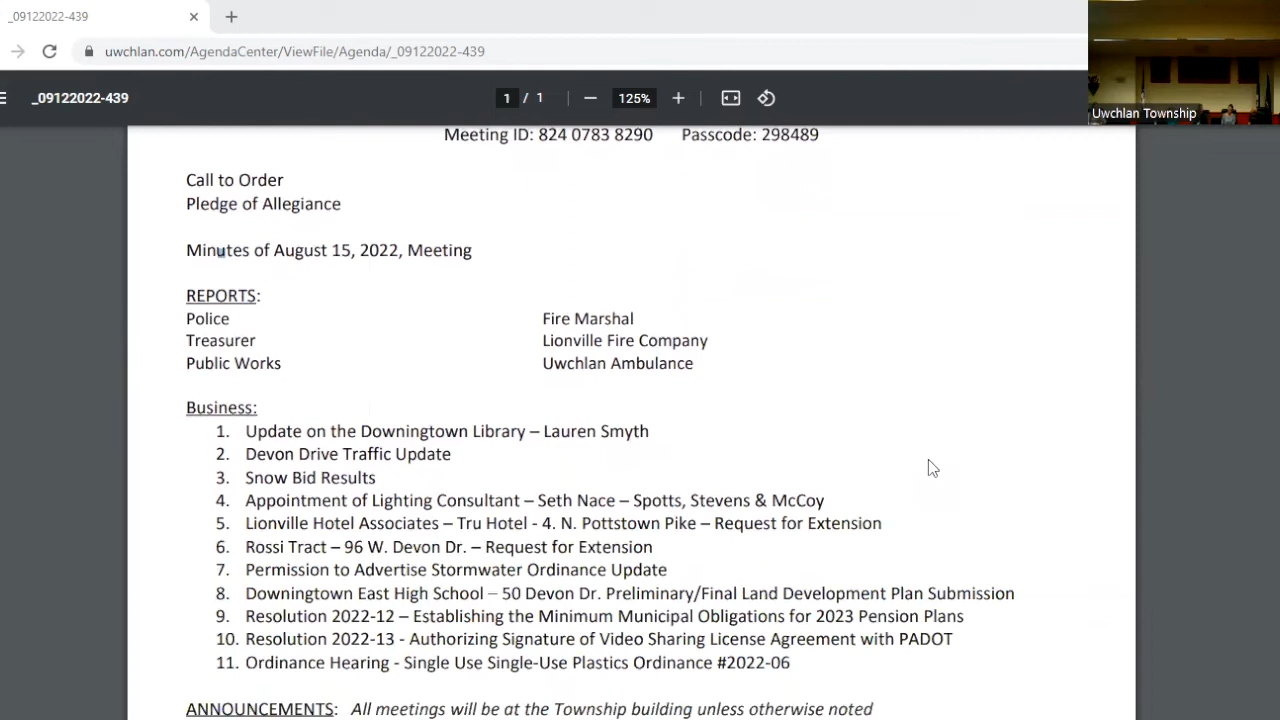 _09122022-439
uwchlan.com/AgendaCenter/ViewFile/Agenda/_09122022-439
_09122022-439
1 / 1
125%
Uwchlan Township
Meeting ID: 824 0783 8290 Passcode: 298489
Call to Order
Pledge of Allegiance
Minutes of August 15, 2022, Meeting
REPORTS:
Police Fire Marshal
Treasurer Lionville Fire Company
Public Works Uwchlan Ambulance
Business:
1. Update on the Downingtown Library – Lauren Smyth
2. Devon Drive Traffic Update
3. Snow Bid Results
4. Appointment of Lighting Consultant – Seth Nace – Spotts, Stevens & McCoy
5. Lionville Hotel Associates – Tru Hotel - 4. N. Pottstown Pike – Request for Extension
6. Rossi Tract – 96 W. Devon Dr. – Request for Extension
7. Permission to Advertise Stormwater Ordinance Update
8. Downingtown East High School – 50 Devon Dr. Preliminary/Final Land Development Plan Submission
9. Resolution 2022-12 – Establishing the Minimum Municipal Obligations for 2023 Pension Plans
10. Resolution 2022-13 - Authorizing Signature of Video Sharing License Agreement with PADOT
11. Ordinance Hearing - Single Use Single-Use Plastics Ordinance #2022-06
ANNOUNCEMENTS: All meetings will be at the Township building unless otherwise noted